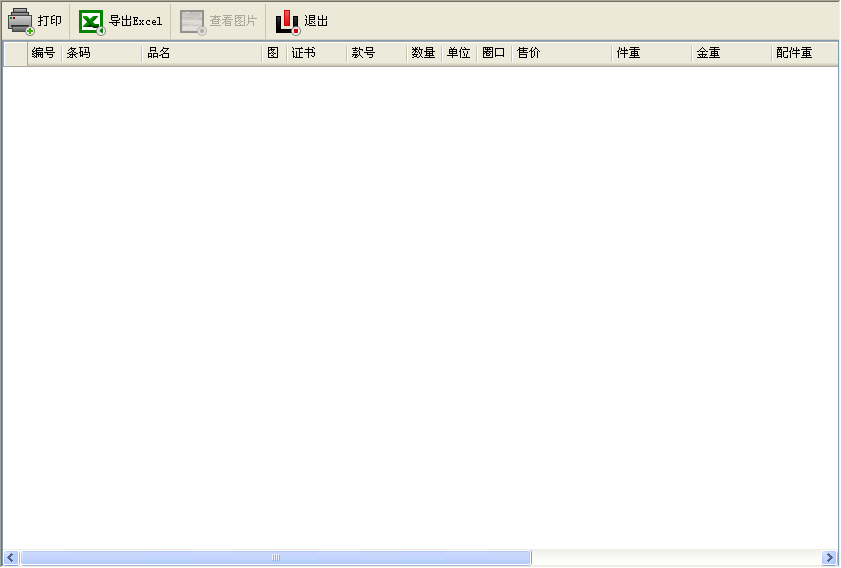 打印 导出Excel 查看图片 退出
编号 条码 品名 图 证书 款号 数量 单位 圈口 售价 件重 金重 配件重